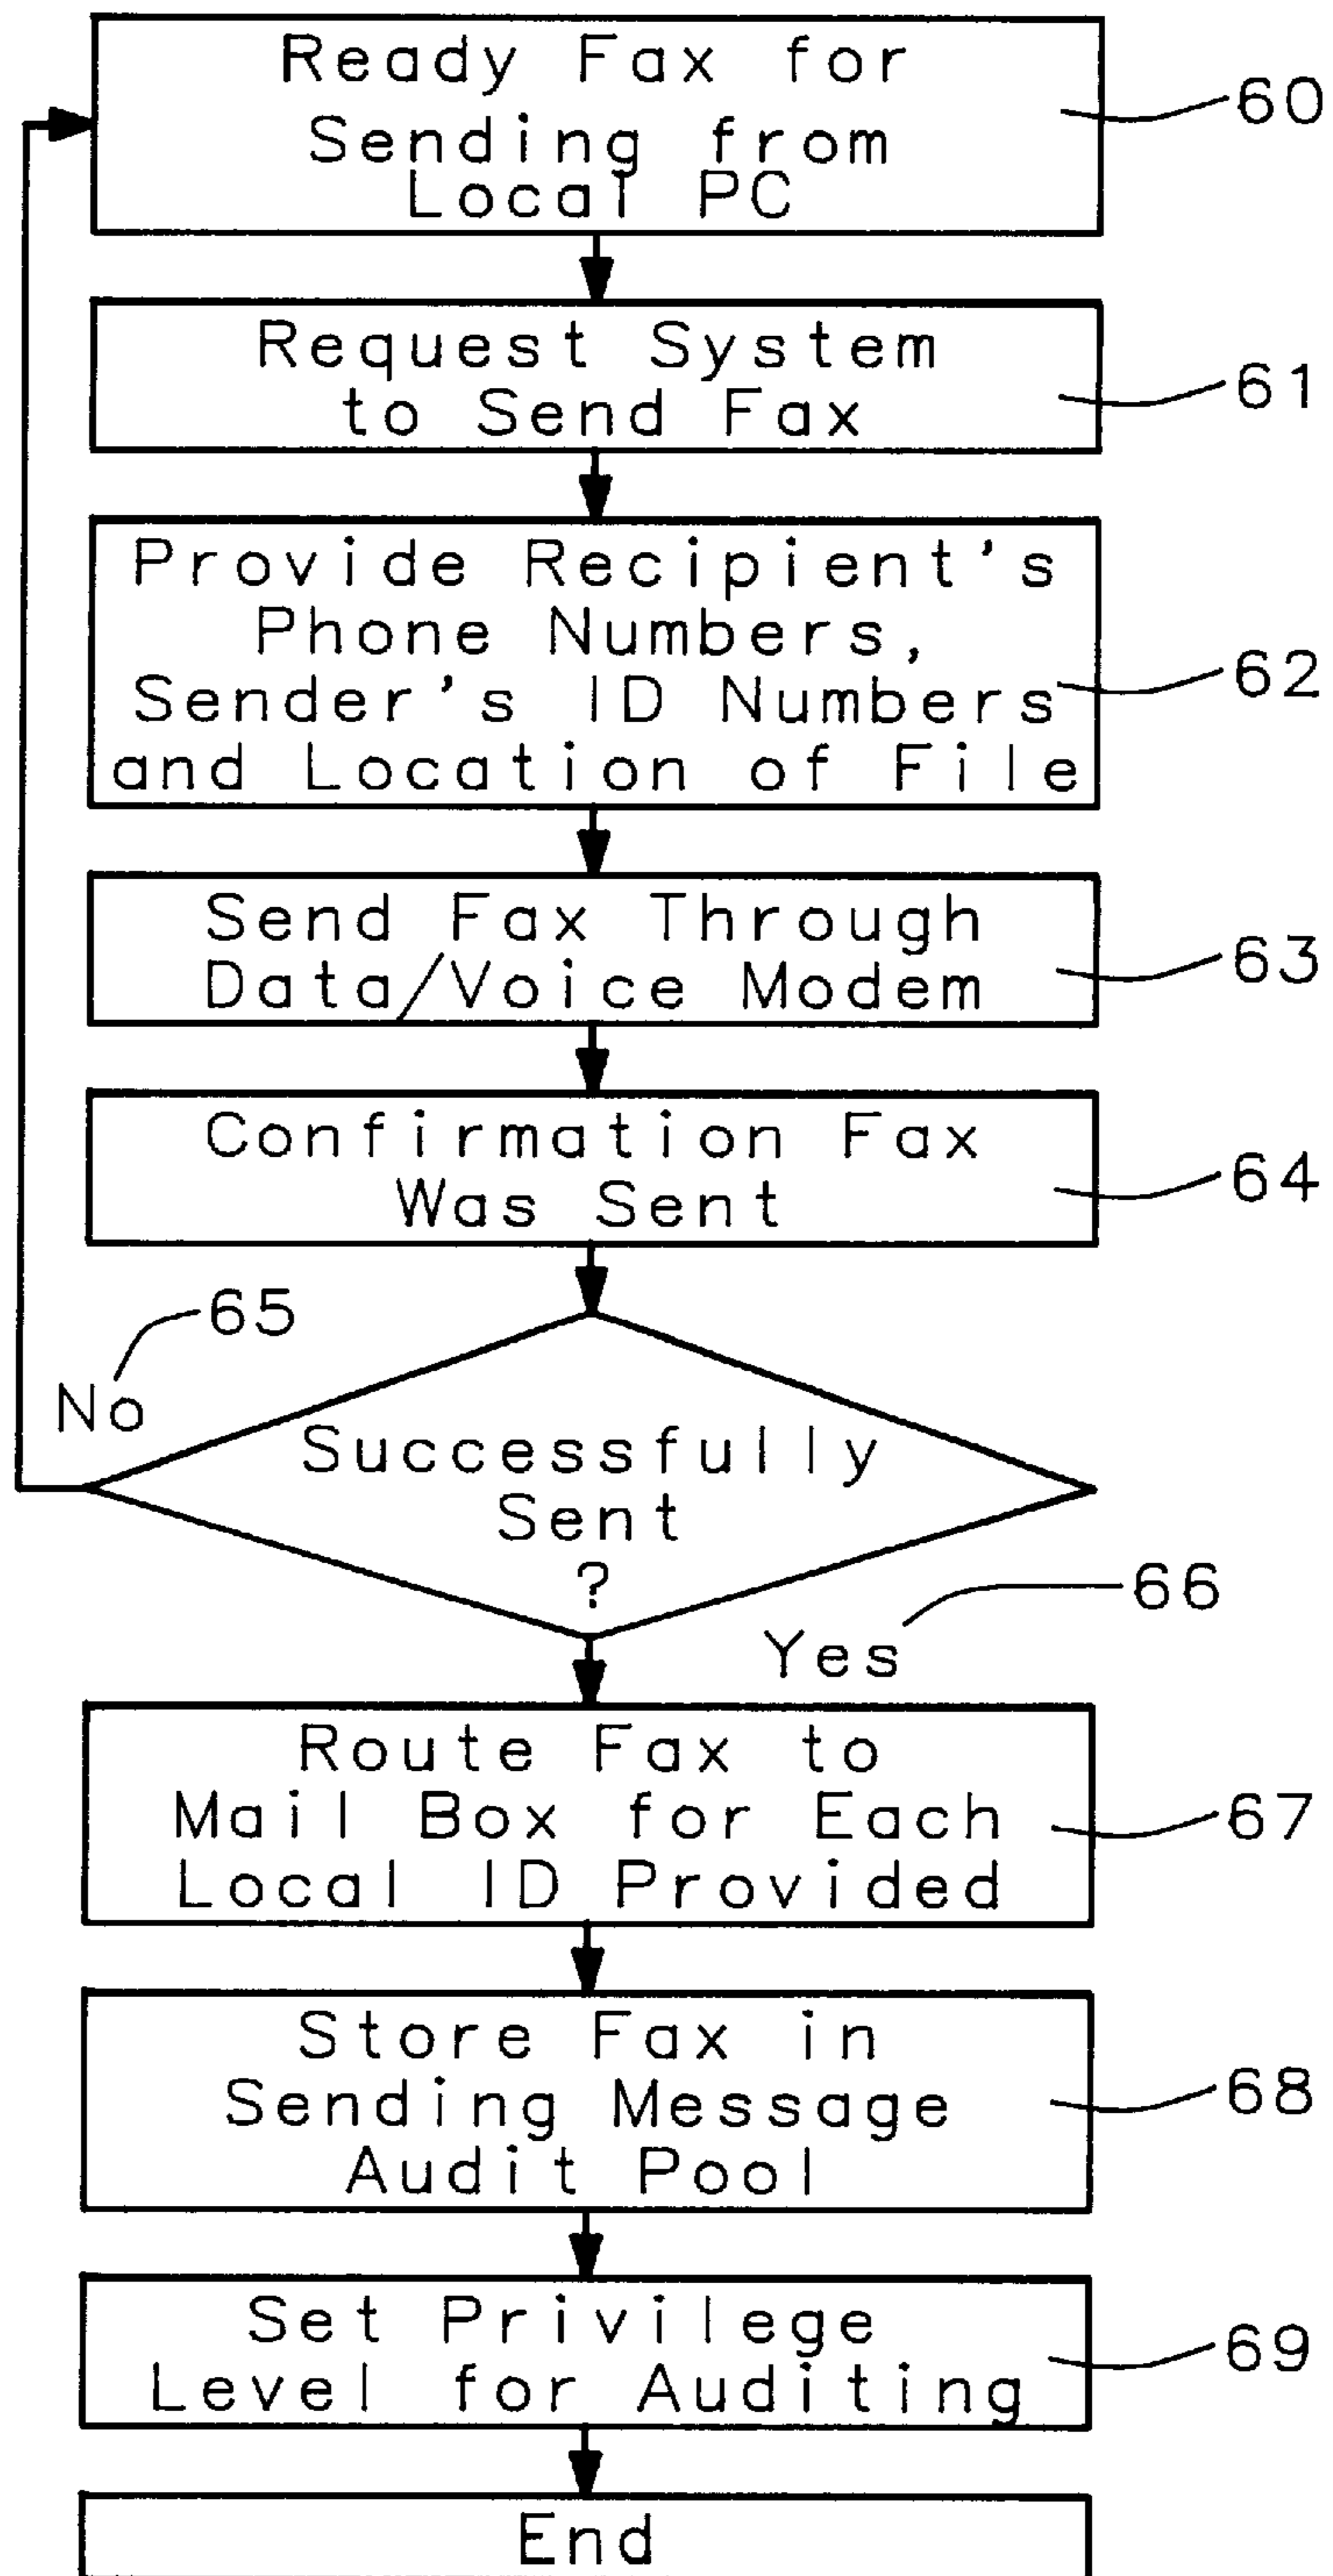 Ready Fax for
Sending from
Local PC
60
Request System
to Send Fax
61
Provide Recipient's
Phone Numbers,
Sender's ID Numbers
and Location of File
62
Send Fax Through
Data/Voice Modem
63
Confirmation Fax
Was Sent
64
65
No
Successfully
Sent
?
66
Yes
Route Fax to
Mail Box for Each
Local ID Provided
67
Store Fax in
Sending Message
Audit Pool
68
Set Privilege
Level for Auditing
69
End